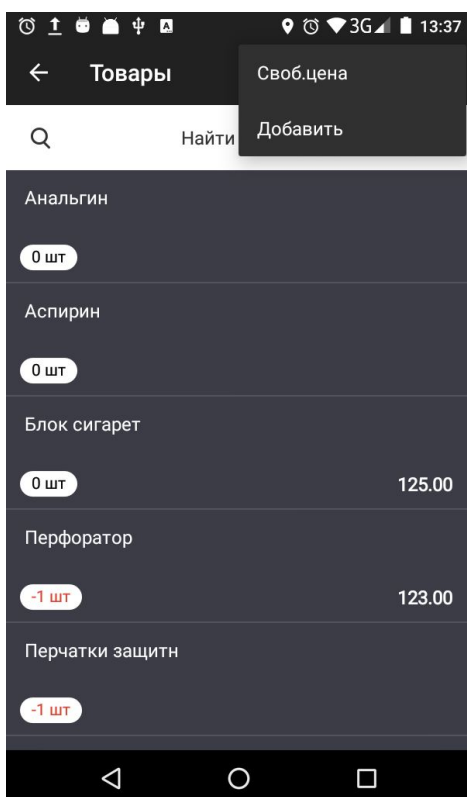 3G 13:37
Товары
Своб.цена
Добавить
Найти
Анальгин
0 шт
Аспирин
0 шт
Блок сигарет
0 шт 125.00
Перфоратор
-1 шт 123.00
Перчатки защитн
-1 шт